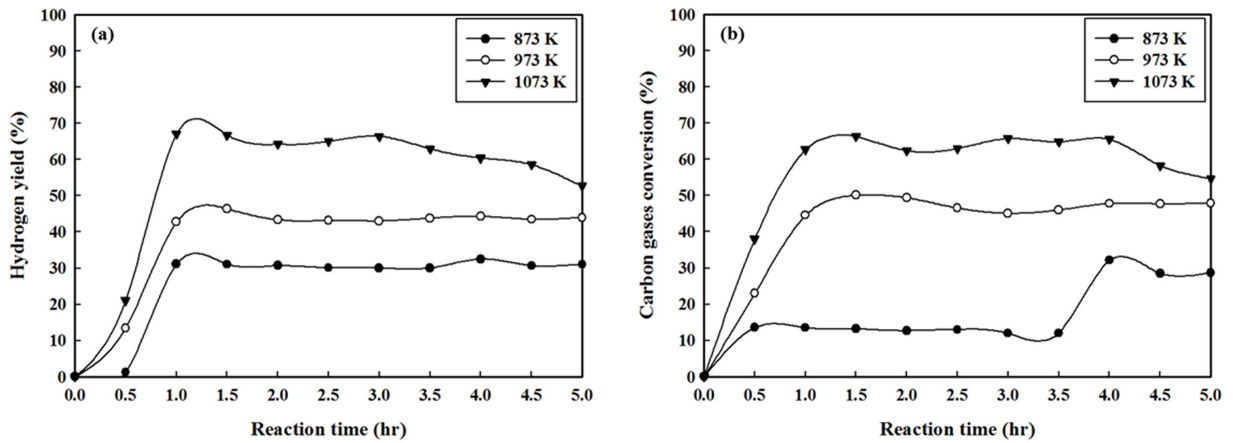 (a)
873 K
973 K
1073 K
Hydrogen yield (%)
100
90
80
70
60
50
40
30
20
10
0
0.0 0.5 1.0 1.5 2.0 2.5 3.0 3.5 4.0 4.5 5.0
Reaction time (hr)
(b)
873 K
973 K
1073 K
Carbon gases conversion (%)
100
90
80
70
60
50
40
30
20
10
0
0.0 0.5 1.0 1.5 2.0 2.5 3.0 3.5 4.0 4.5 5.0
Reaction time (hr)